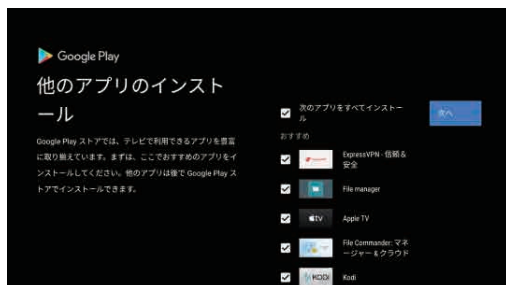 Google Play
他のアプリのインスト
ール
Google Play ストアでは、テレビで利用できるアプリを豊富
に取り揃えています。まずは、ここでおすすめのアプリをイ
ンストールしてください。他のアプリは後で Google Play ス
トアでインストールできます。
次のアプリをすべてインストー
ル
次へ
おすすめ
ExpressVPN - 信頼&
安全
File manager
tv
Apple TV
File Commander: マネ
ージャー & クラウド
KODI
Kodi